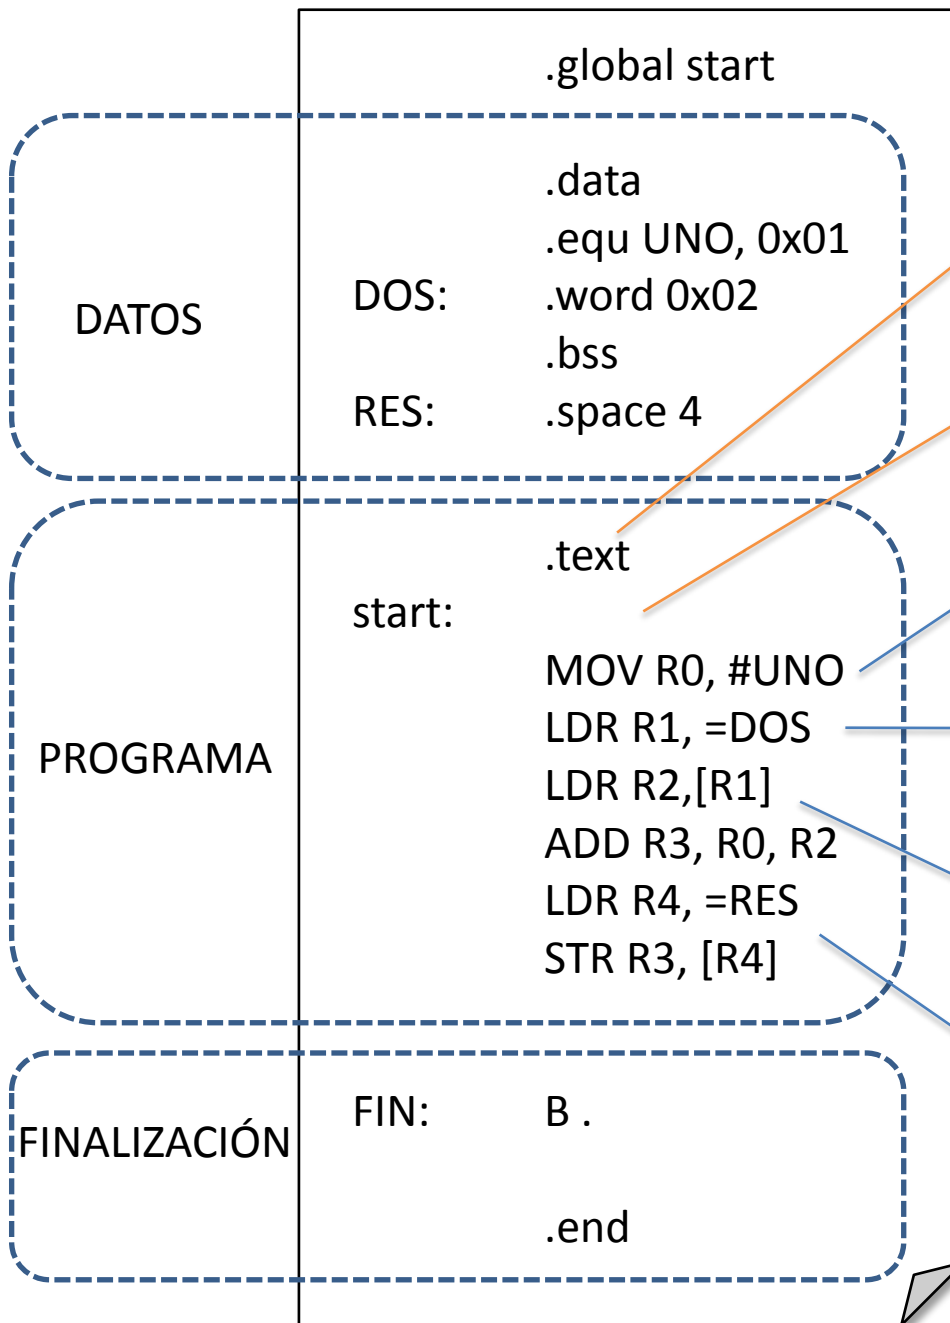 .global start
.data
.equ UNO, 0x01
DATOS
DOS: .word 0x02
.bss
RES: .space 4
.text
start:
MOV R0, #UNO
LDR R1, =DOS
PROGRAMA
LDR R2,[R1]
ADD R3, R0, R2
LDR R4, =RES
STR R3, [R4]
FIN: B .
FINALIZACIÓN
.end